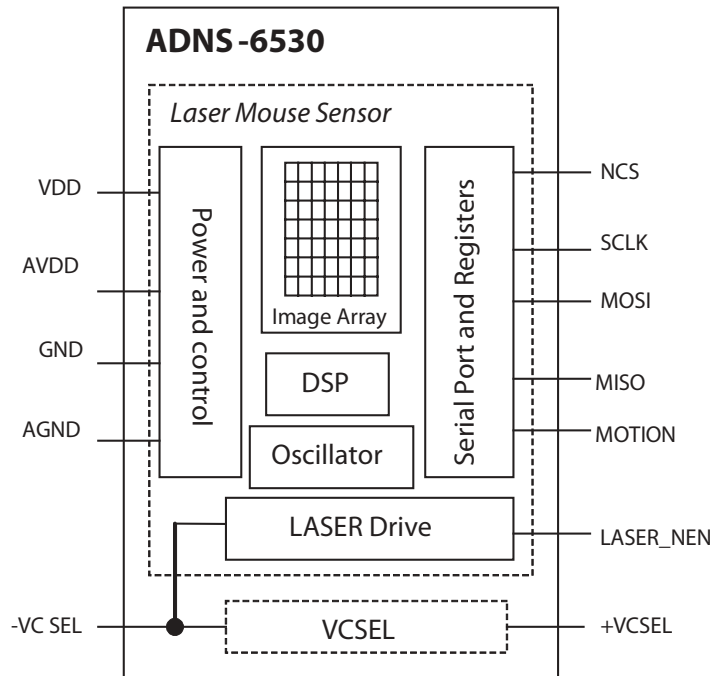 ADNS -6530
Laser Mouse Sensor
VDD
AVDD
GND
AGND
-VC SEL
Power and control
Image Array
DSP
Oscillator
LASER Drive
VCSEL
Serial Port and Registers
NCS
SCLK
MOSI
MISO
MOTION
LASER_NEN
+VCSEL